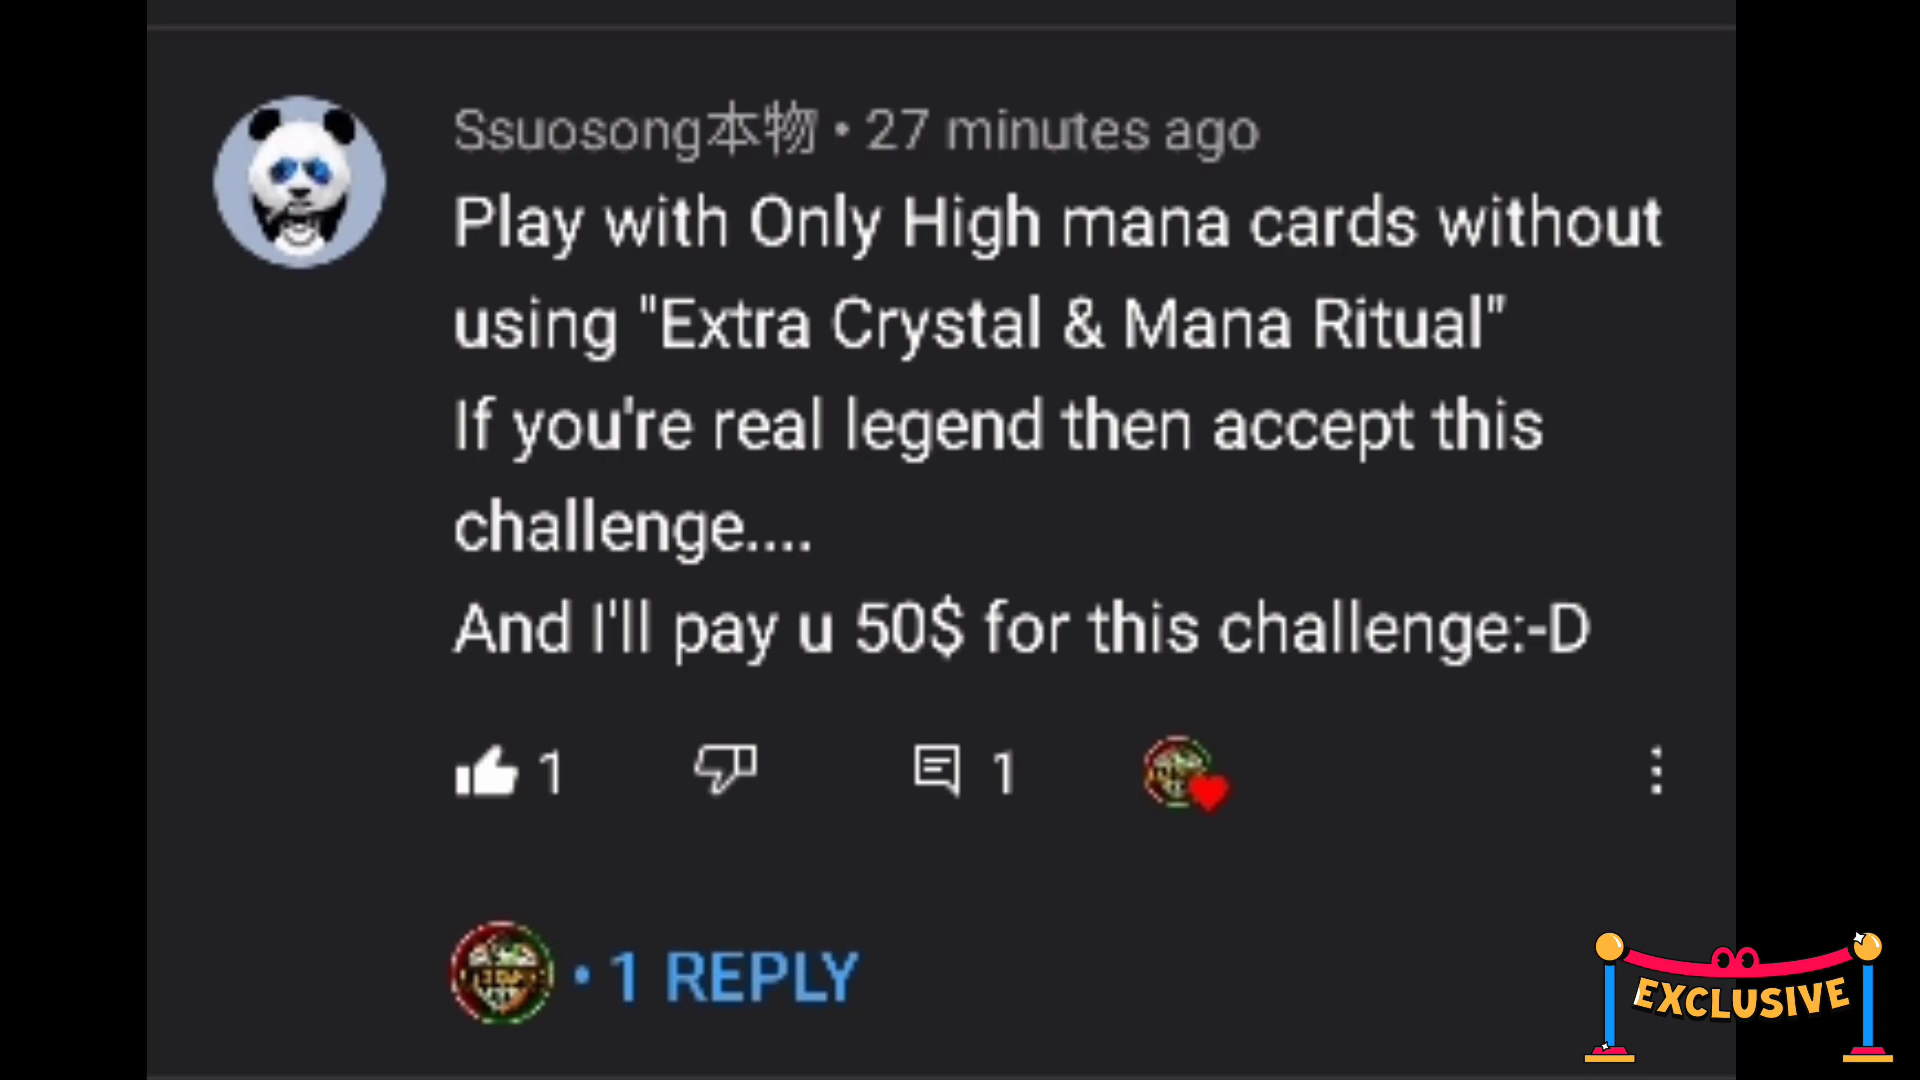 Ssuosong本物 • 27 minutes ago
Play with Only High mana cards without
using "Extra Crystal & Mana Ritual"
If you're real legend then accept this
challenge....
And I'll pay u 50$ for this challenge:-D
1
1
• 1 REPLY
EXCLUSIVE